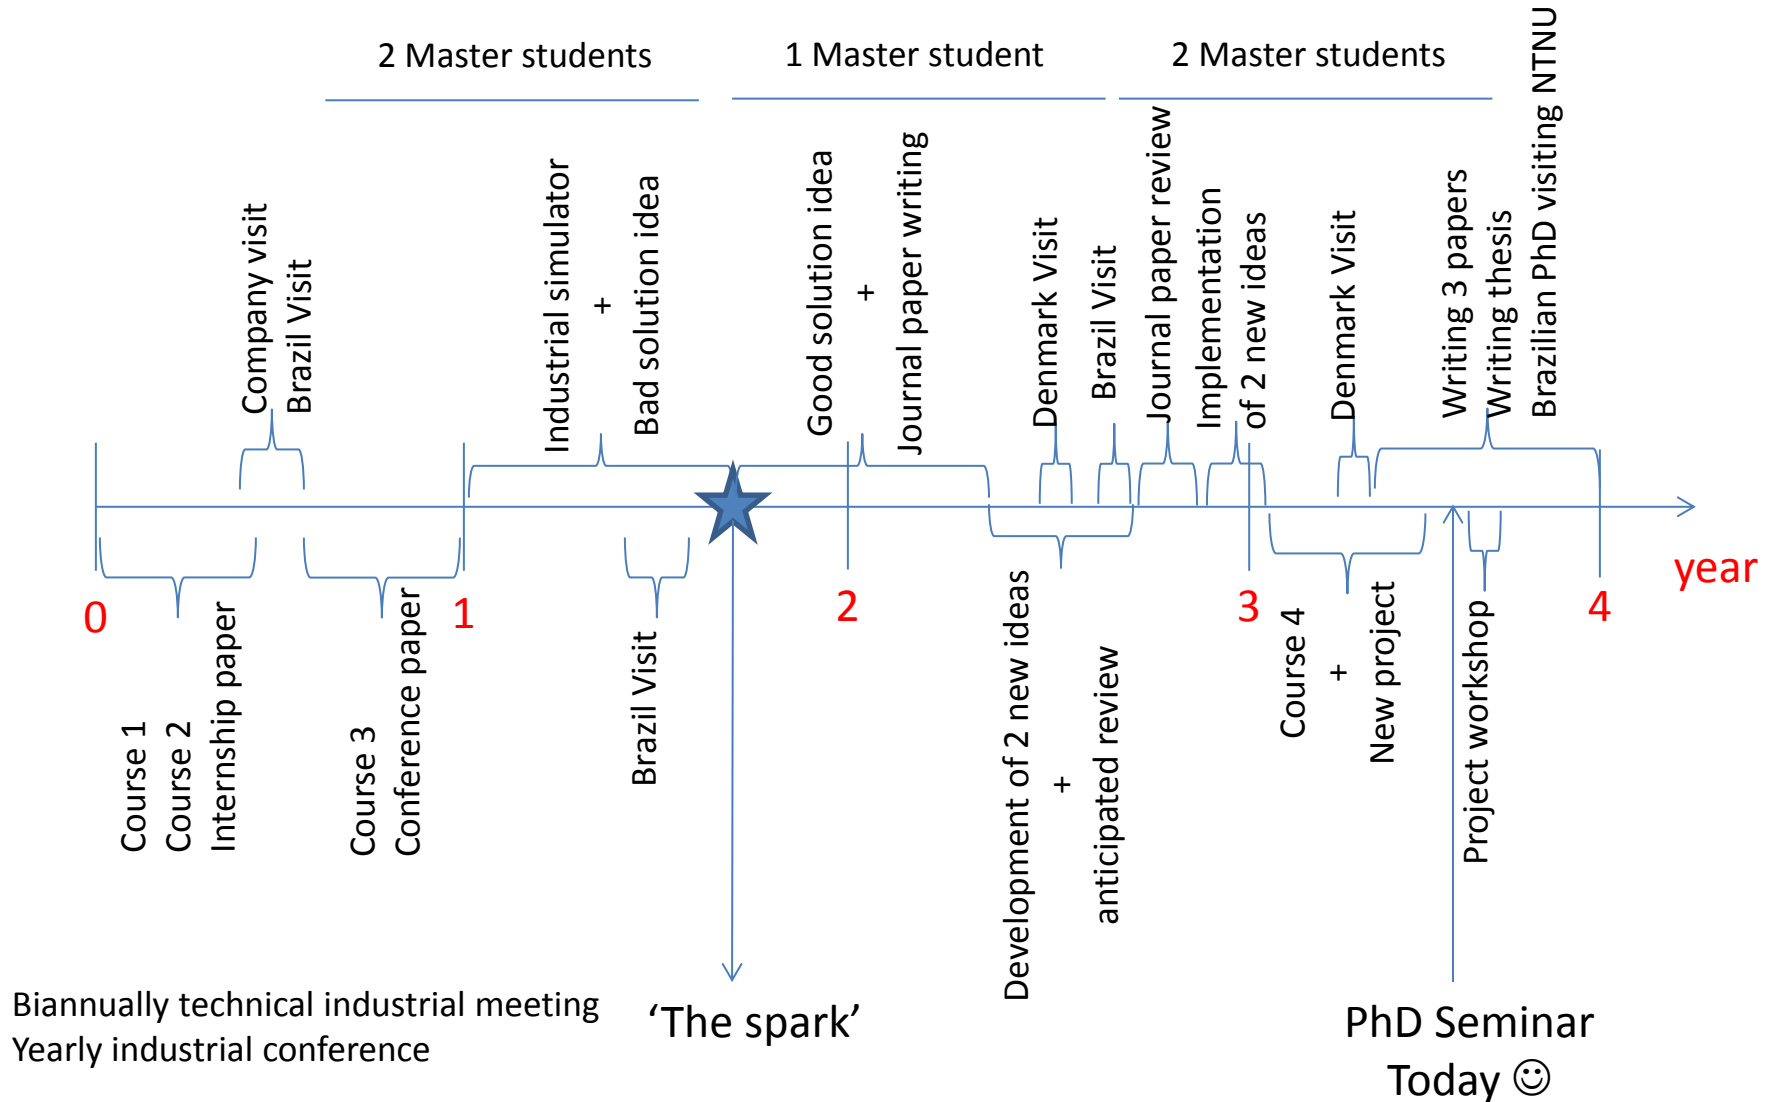 2 Master students
1 Master student
2 Master students
Company visit
Brazil Visit
Industrial simulator
+
Bad solution idea
Good solution idea
+
Journal paper writing
Denmark Visit
Brazil Visit
Journal paper review
Implementation
of 2 new ideas
Denmark Visit
Writing 3 papers
Writing thesis
Brazilian PhD visiting NTNU
0
1
2
3
4
year
Course 1
Course 2
Internship paper
Course 3
Conference paper
Brazil Visit
Development of 2 new ideas
+
anticipated review
Course 4
+
New project
Project workshop
Biannually technical industrial meeting
Yearly industrial conference
‘The spark’
PhD Seminar
Today ☺